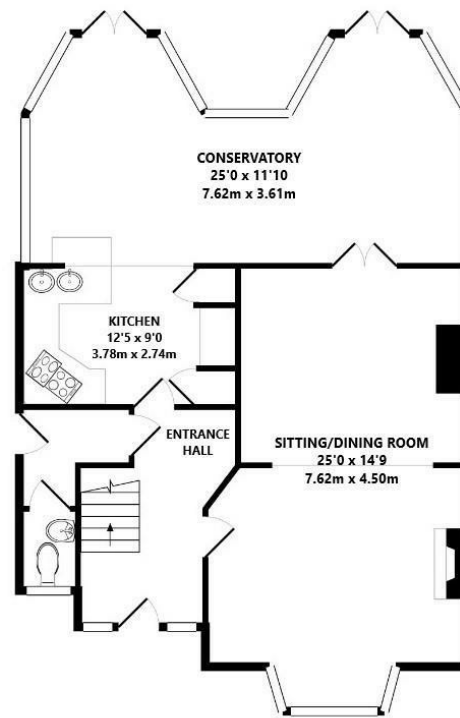 CONSERVATORY
25'0 x 11'10
7.62m x 3.61m
KITCHEN
12'5 x 9'0
3.78m x 2.74m
ENTRANCE
HALL
SITTING/DINING ROOM
25'0 x 14'9
7.62m x 4.50m